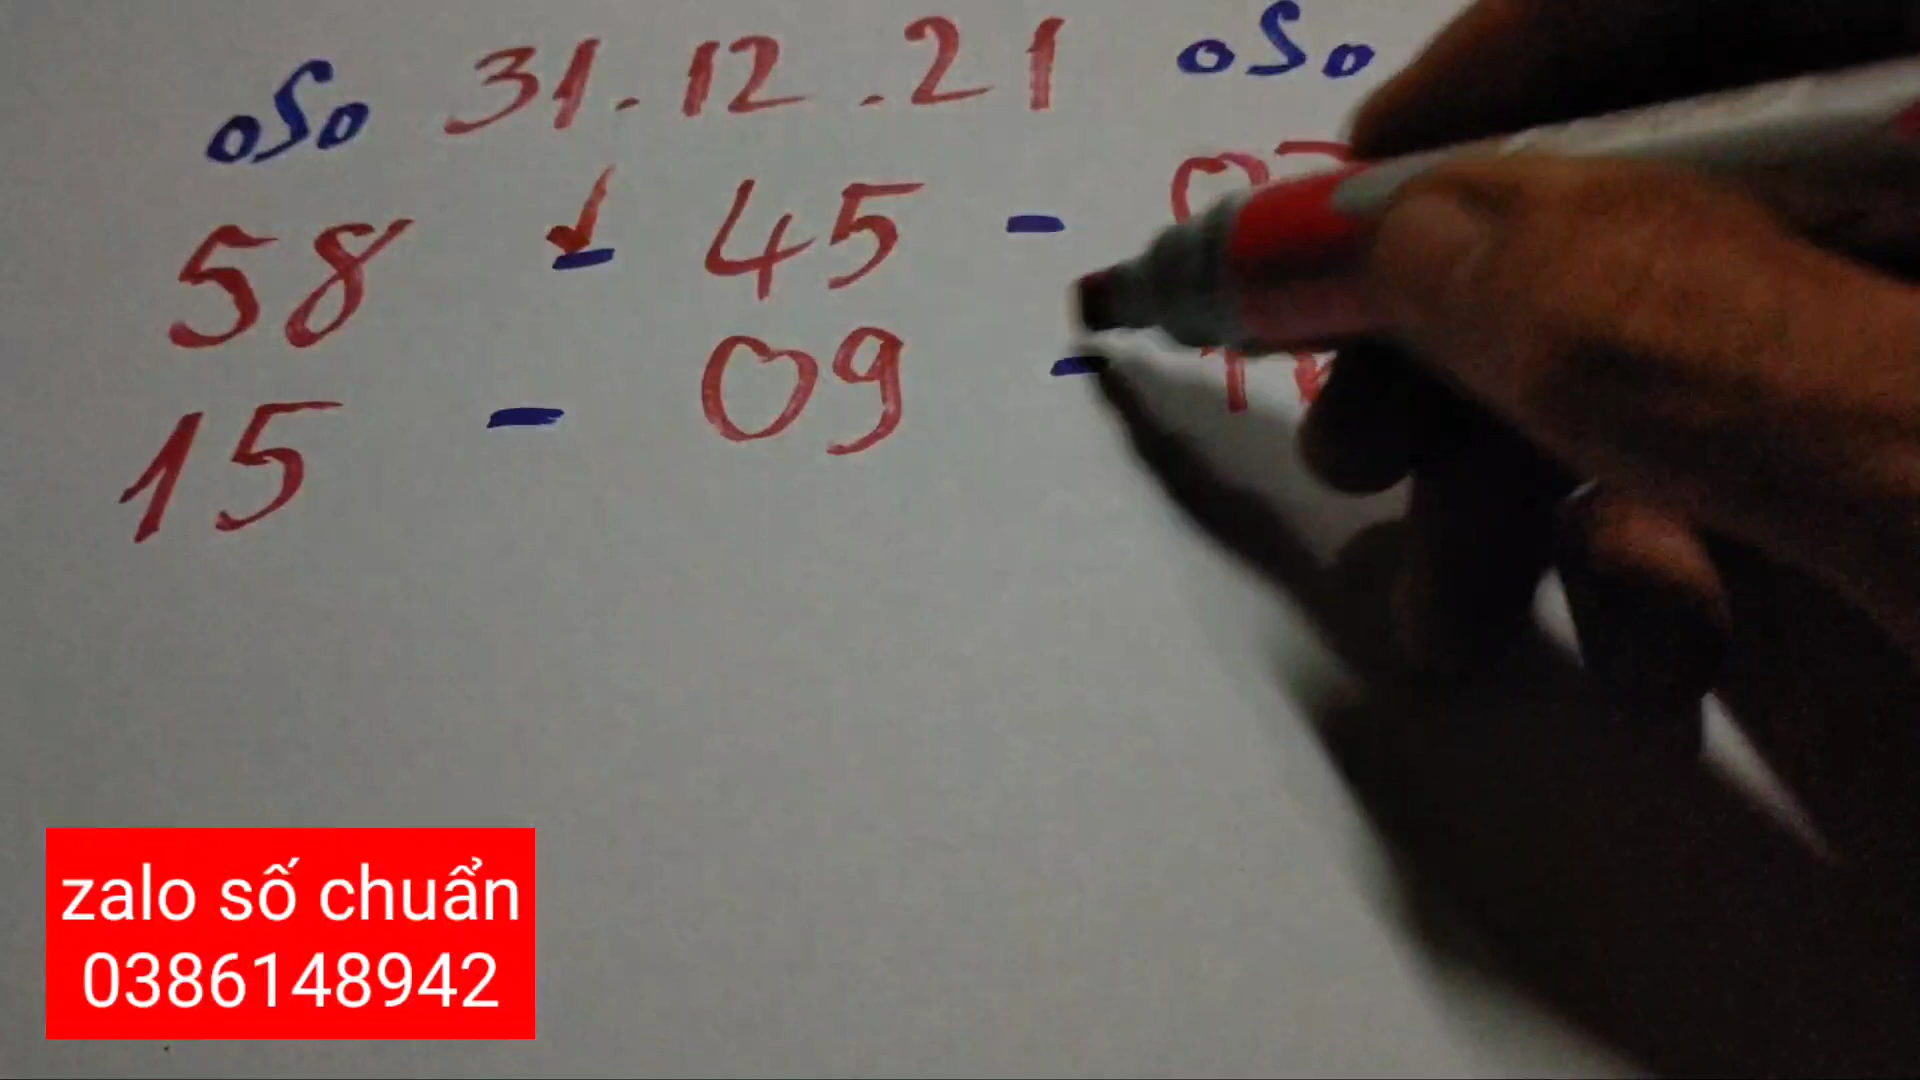 oSo 31.12.21 oSo
58 - 45 -
15 - 09 -
zalo số chuẩn
0386148942